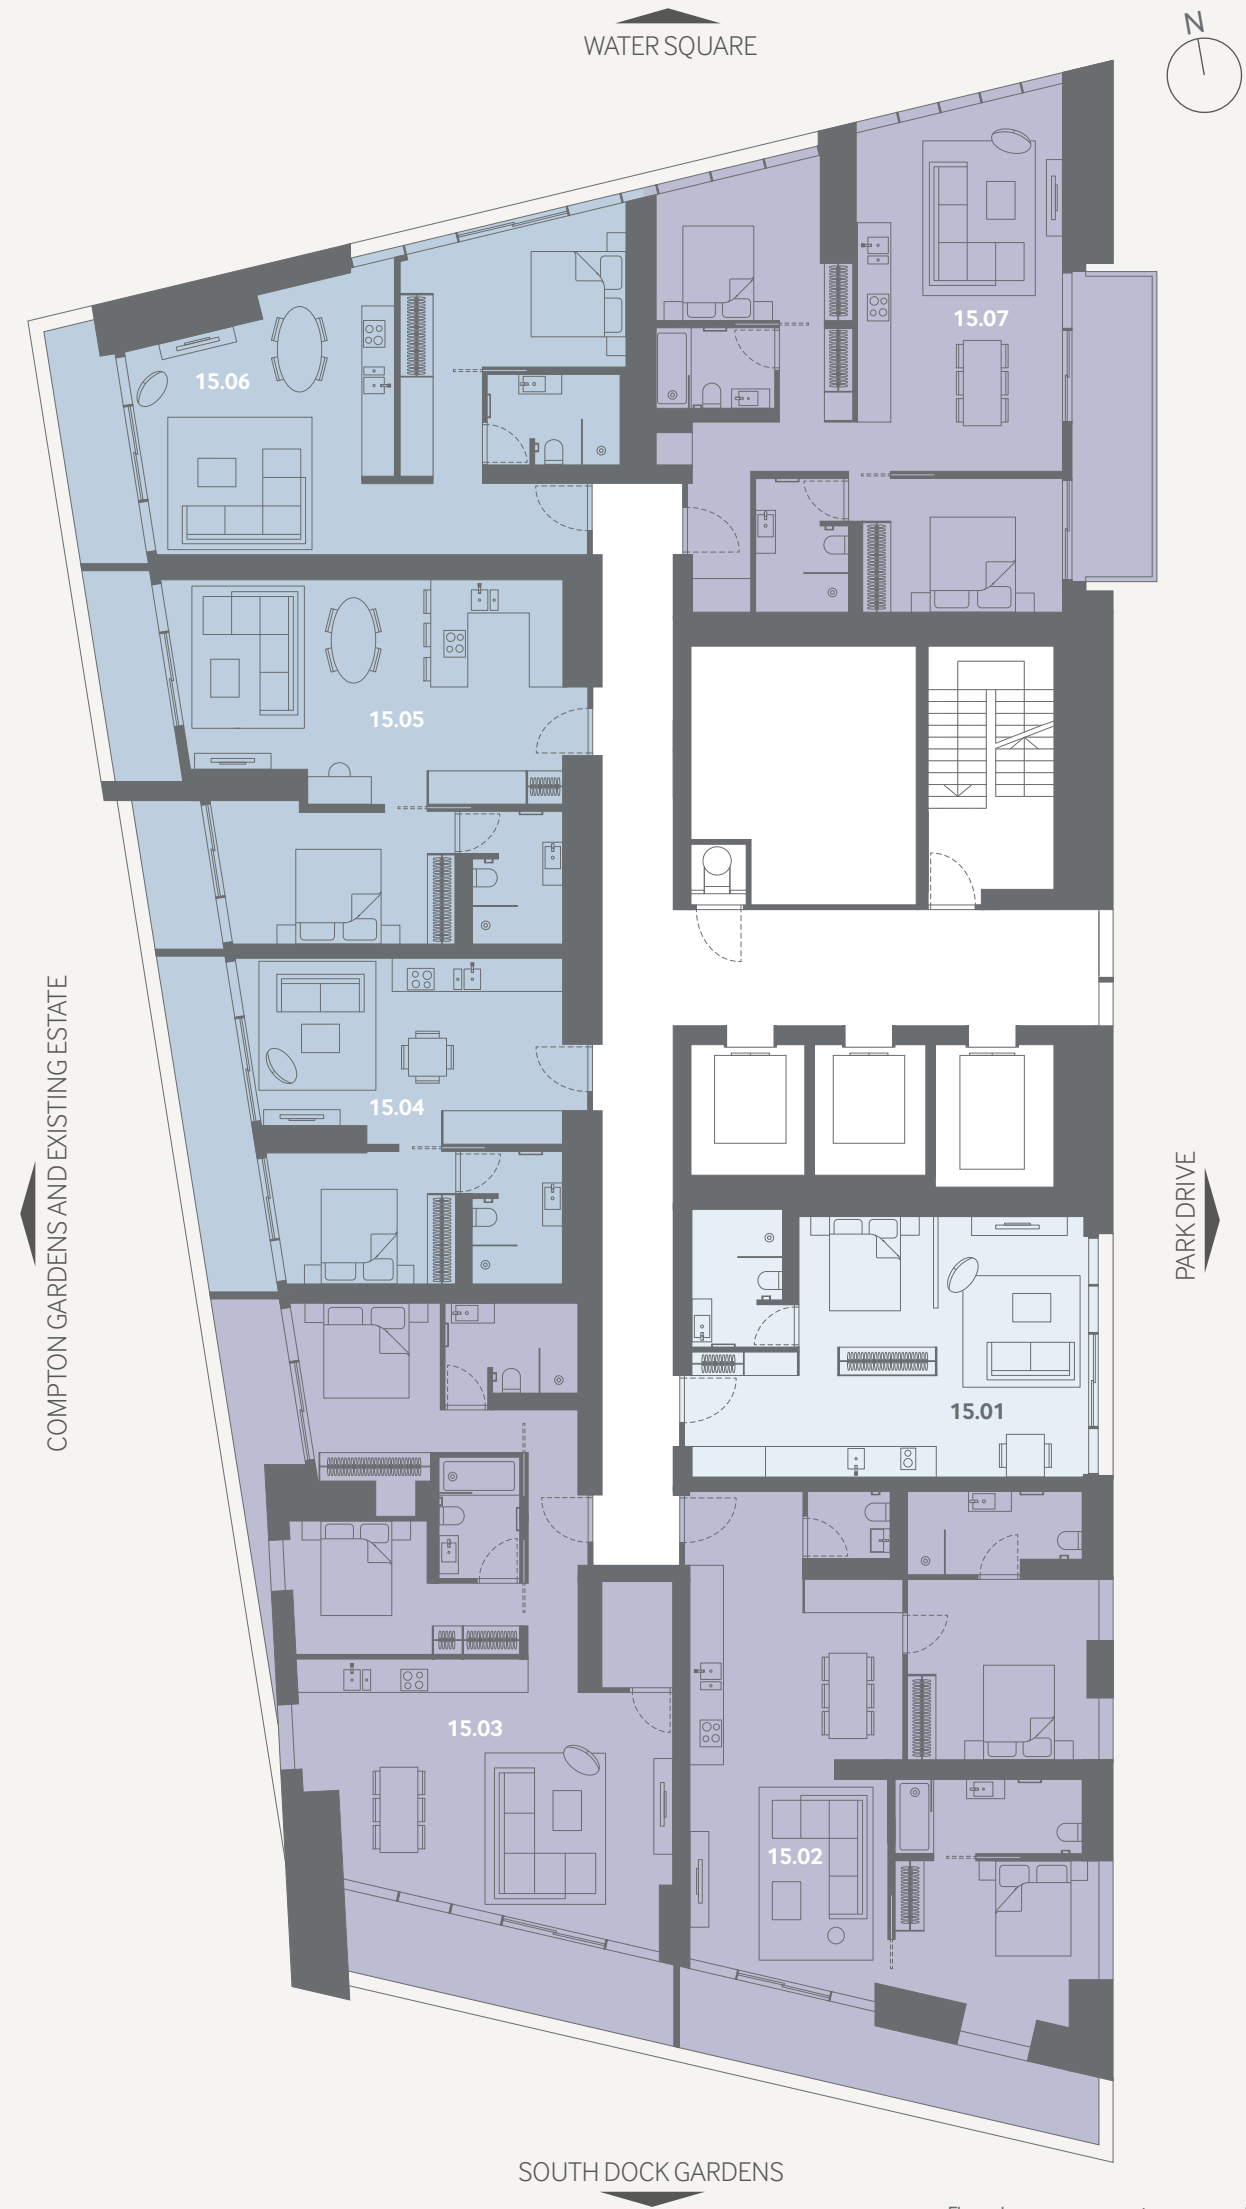 N
WATER SQUARE
15.07
15.06
15.05
15.04
COMPTON GARDENS AND EXISTING ESTATE
PARK DRIVE
15.01
15.03
15.02
SOUTH DOCK GARDENS